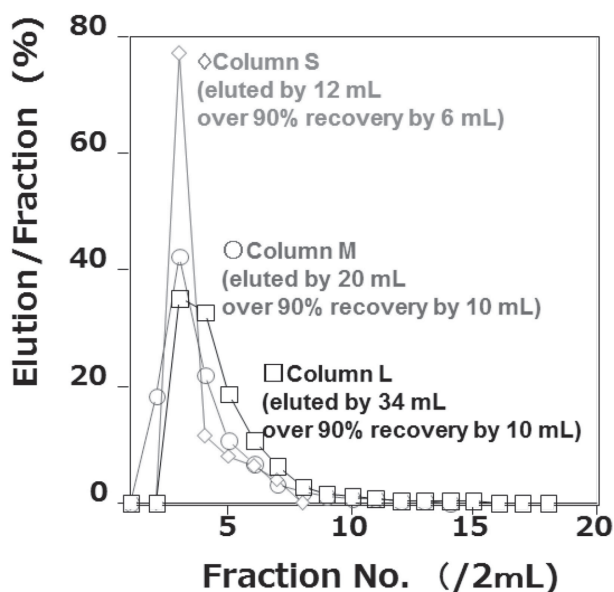 80
60
40
20
0
Elution/Fraction (%)
◇Column S
(eluted by 12 mL
over 90% recovery by 6 mL)
○Column M
(eluted by 20 mL
over 90% recovery by 10 mL)
□Column L
(eluted by 34 mL
over 90% recovery by 10 mL)
5 10 15 20
Fraction No. (/2mL)